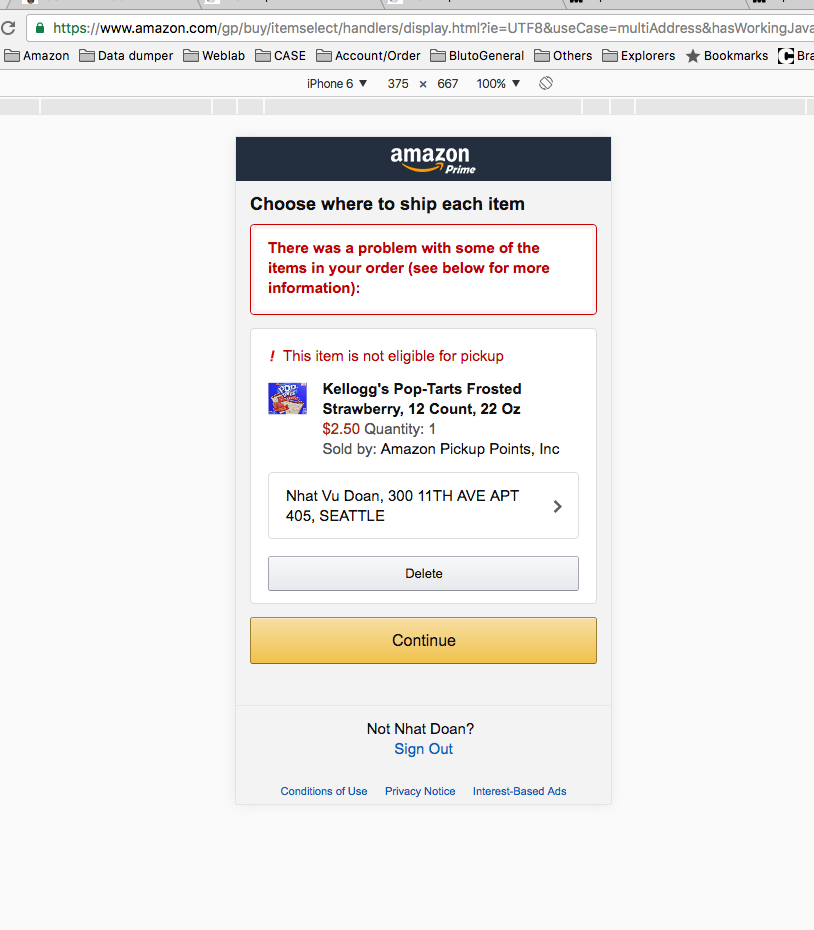 https://www.amazon.com/gp/buy/itemselect/handlers/display.html?ie=UTF8&useCase=multiAddress&hasWorkingJava
Amazon Data dumper Weblab CASE Account/Order BlutoGeneral Others Explorers Bookmarks Bra
iPhone 6 ▼ 375 × 667 100% ▼
amazon
Prime
Choose where to ship each item
There was a problem with some of the
items in your order (see below for more
information):
! This item is not eligible for pickup
Kellogg's Pop-Tarts Frosted
Strawberry, 12 Count, 22 Oz
$2.50 Quantity: 1
Sold by: Amazon Pickup Points, Inc
Nhat Vu Doan, 300 11TH AVE APT
405, SEATTLE
Delete
Continue
Not Nhat Doan?
Sign Out
Conditions of Use Privacy Notice Interest-Based Ads